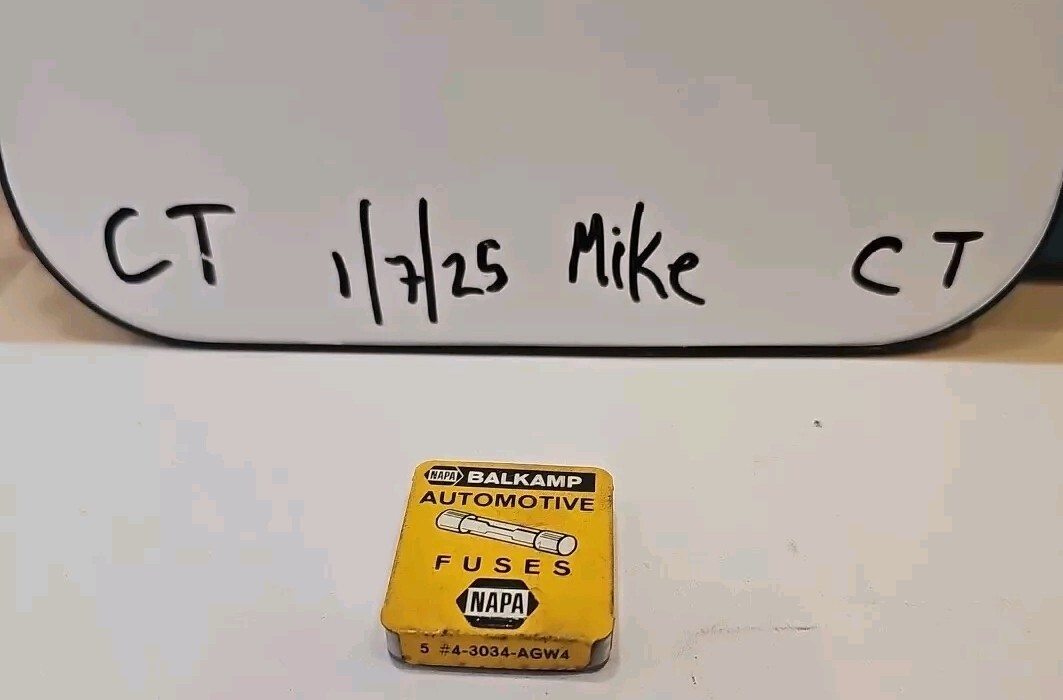 CT 1/7/25 Mike CT
NAPA BALKAMP
AUTOMOTIVE
FUSES
NAPA
5 #4-3034-AGW4